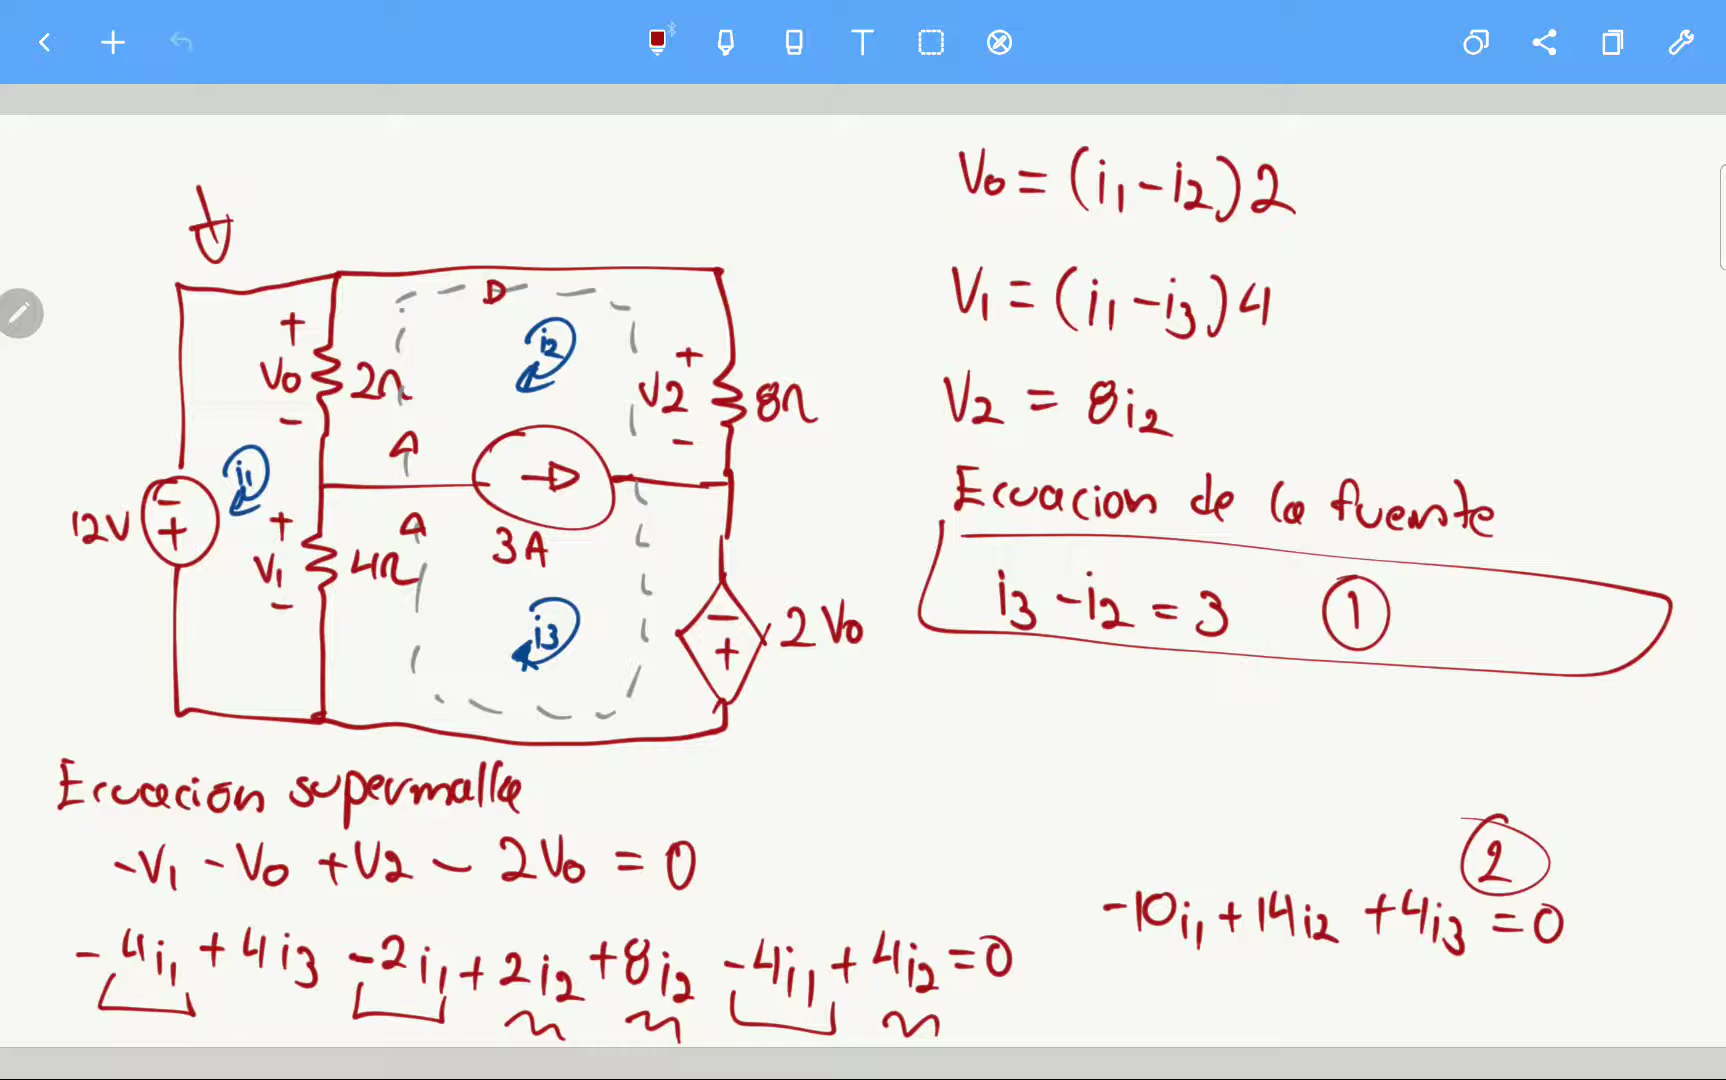 V0 = (i1 - i2) 2
V1 = (i1 - i3) 4
V2 = 8i2
Ecuacion de la fuente
i3 - i2 = 3 1
+
V0
-
2Ω
i2
+
V2
-
8Ω
i1
12V
-
+
+
V1
-
4Ω
3A
i3
-
+
2V0
Ecuación supermalla
-V1 - V0 + V2 - 2V0 = 0
-4i1 + 4i3 -2i1 + 2i2 + 8i2 - 4i1 + 4i2 = 0
2
-10i1 + 14i2 + 4i3 = 0